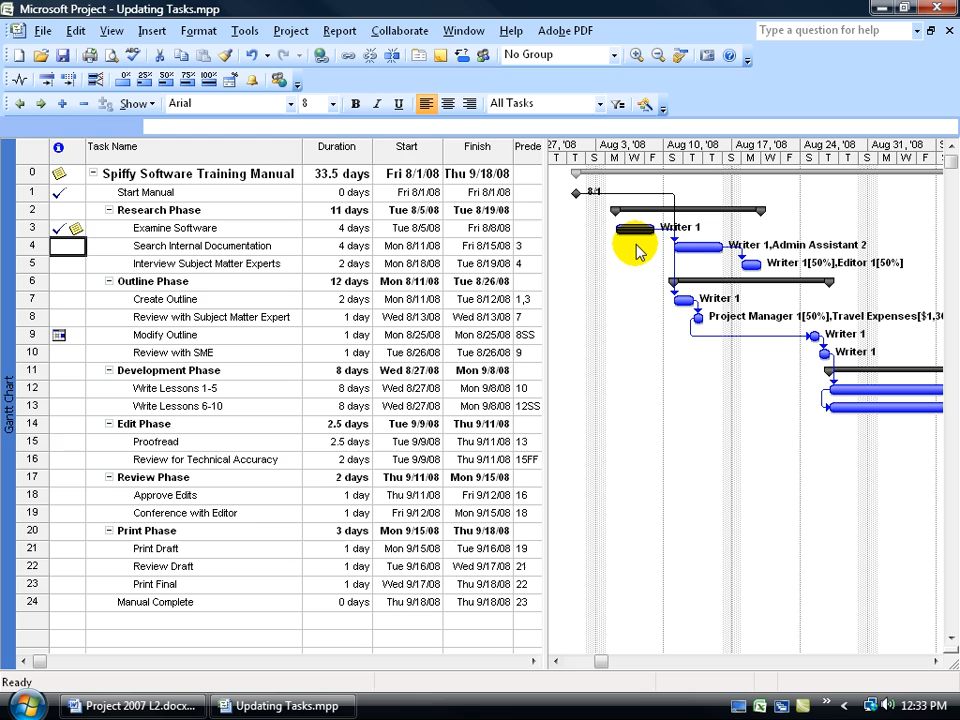 Microsoft Project - Updating Tasks.mpp
File Edit View Insert Format Tools Project Report Collaborate Window Help Adobe PDF Type a question for help
No Group
0% 25% 50% 75% 100%
Show Arial 8 B I U All Tasks
Task Name Duration Start Finish Prede 27, '08 Aug 3, '08 Aug 10, '08 Aug 17, '08 Aug 24, '08 Aug 31, '08 S
T T S M W F S T T S M W F S T T
0 Spiffy Software Training Manual 33.5 days Fri 8/1/08 Thu 9/18/08
1 Start Manual 0 days Fri 8/1/08 Fri 8/1/08 8/1
2 Research Phase 11 days Tue 8/5/08 Tue 8/19/08
3 Examine Software 4 days Tue 8/5/08 Fri 8/8/08 Writer 1
4 Search Internal Documentation 4 days Mon 8/11/08 Fri 8/15/08 3 Writer 1,Admin Assistant 2
5 Interview Subject Matter Experts 2 days Mon 8/18/08 Tue 8/19/08 4 Writer 1[50%],Editor 1[50%]
6 Outline Phase 12 days Mon 8/11/08 Tue 8/26/08
7 Create Outline 2 days Mon 8/11/08 Tue 8/12/08 1,3 Writer 1
8 Review with Subject Matter Expert 1 day Wed 8/13/08 Wed 8/13/08 7 Project Manager 1[50%],Travel Expenses[$1,30
9 Modify Outline 1 day Mon 8/25/08 Mon 8/25/08 8SS Writer 1
10 Review with SME 1 day Tue 8/26/08 Tue 8/26/08 9 Writer 1
11 Development Phase 8 days Wed 8/27/08 Mon 9/8/08
12 Write Lessons 1-5 8 days Wed 8/27/08 Mon 9/8/08 10
13 Write Lessons 6-10 8 days Wed 8/27/08 Mon 9/8/08 12SS
14 Edit Phase 2.5 days Tue 9/9/08 Thu 9/11/08
15 Proofread 2.5 days Tue 9/9/08 Thu 9/11/08 13
16 Review for Technical Accuracy 2 days Tue 9/9/08 Thu 9/11/08 15FF
17 Review Phase 2 days Thu 9/11/08 Mon 9/15/08
18 Approve Edits 1 day Thu 9/11/08 Fri 9/12/08 16
19 Conference with Editor 1 day Fri 9/12/08 Mon 9/15/08 18
20 Print Phase 3 days Mon 9/15/08 Thu 9/18/08
21 Print Draft 1 day Mon 9/15/08 Tue 9/16/08 19
22 Review Draft 1 day Tue 9/16/08 Wed 9/17/08 21
23 Print Final 1 day Wed 9/17/08 Thu 9/18/08 22
24 Manual Complete 0 days Thu 9/18/08 Thu 9/18/08 23
Gantt Chart
Ready
Project 2007 L2.docx... Updating Tasks.mpp 12:33 PM